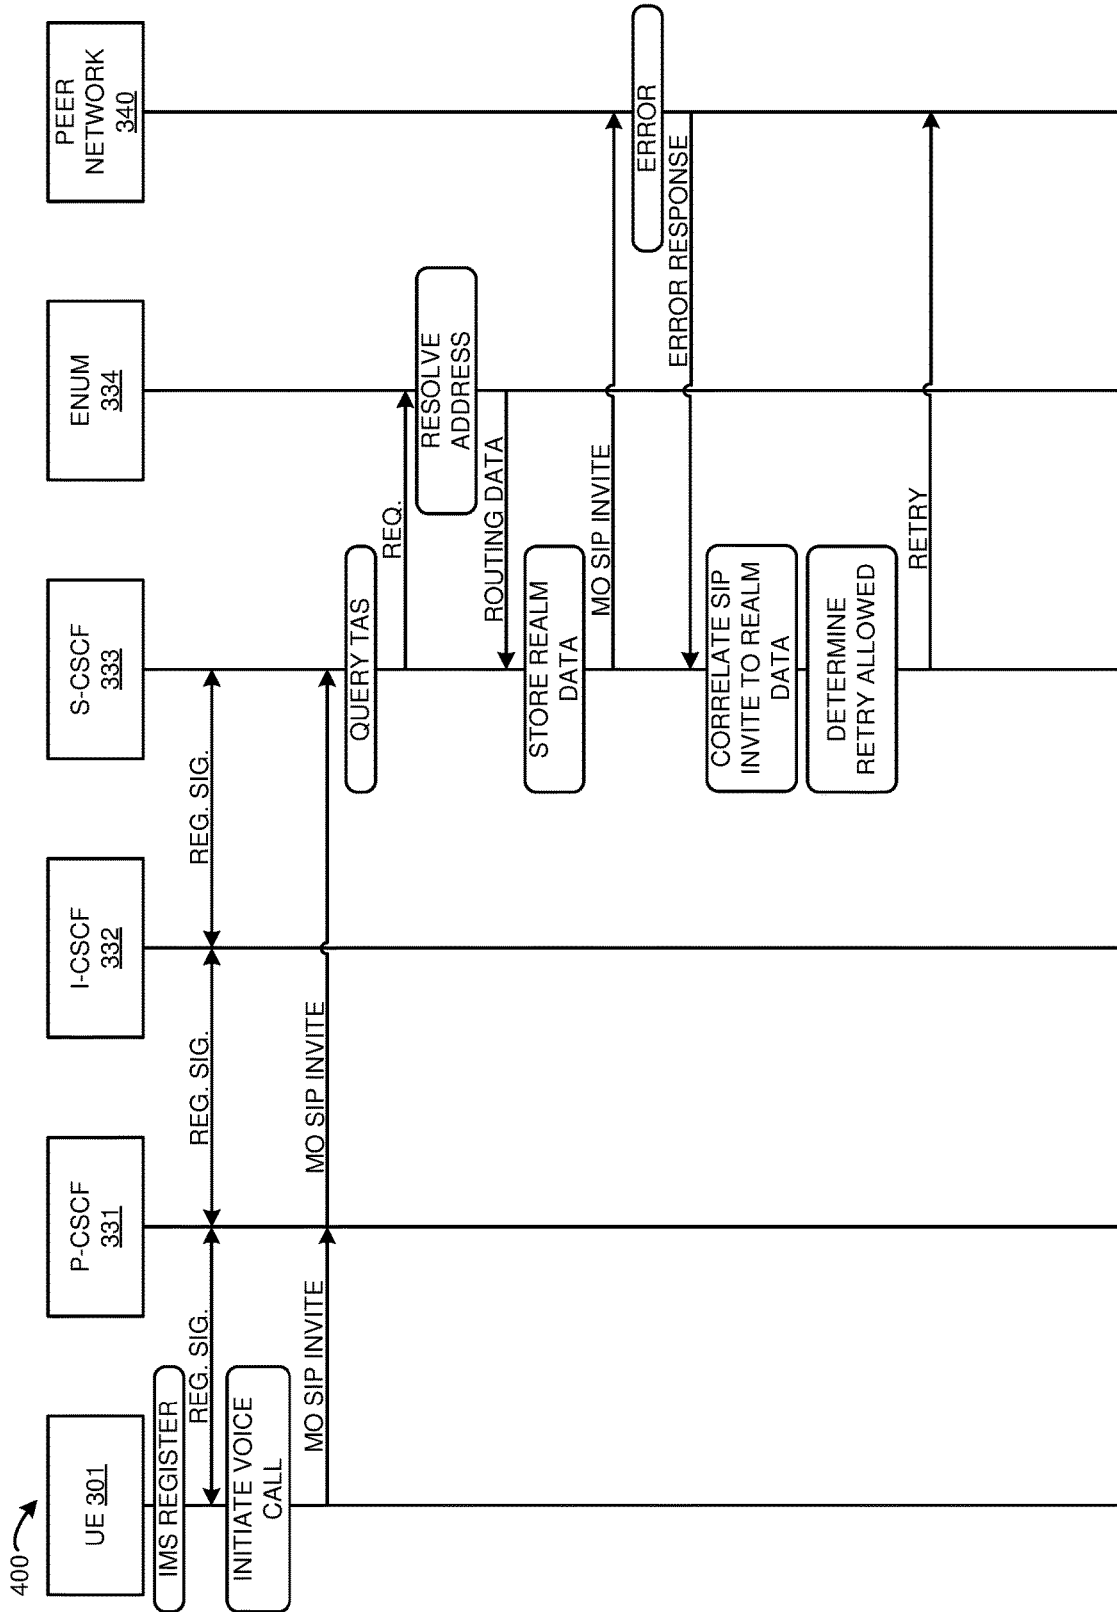 400
UE 301
P-CSCF
331
I-CSCF
332
S-CSCF
333
ENUM
334
PEER
NETWORK
340
IMS REGISTER
REG. SIG.
REG. SIG.
REG. SIG.
INITIATE VOICE
CALL
MO SIP INVITE
MO SIP INVITE
QUERY TAS
REQ.
RESOLVE
ADDRESS
ROUTING DATA
STORE REALM
DATA
MO SIP INVITE
ERROR
ERROR RESPONSE
CORRELATE SIP
INVITE TO REALM
DATA
DETERMINE
RETRY ALLOWED
RETRY